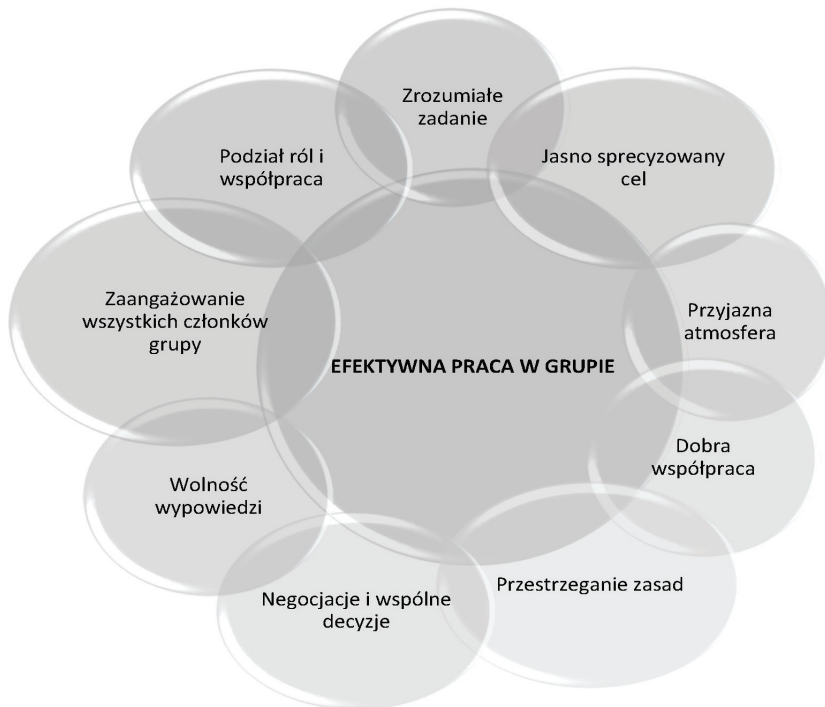 Zrozumiałe
zadanie
Jasno sprecyzowany
cel
Przyjazna
atmosfera
Dobra
współpraca
Przestrzeganie zasad
Negocjacje i wspólne
decyzje
Wolność
wypowiedzi
Zaangażowanie
wszystkich członków
grupy
Podział ról i
współpraca
EFEKTYWNA PRACA W GRUPIE